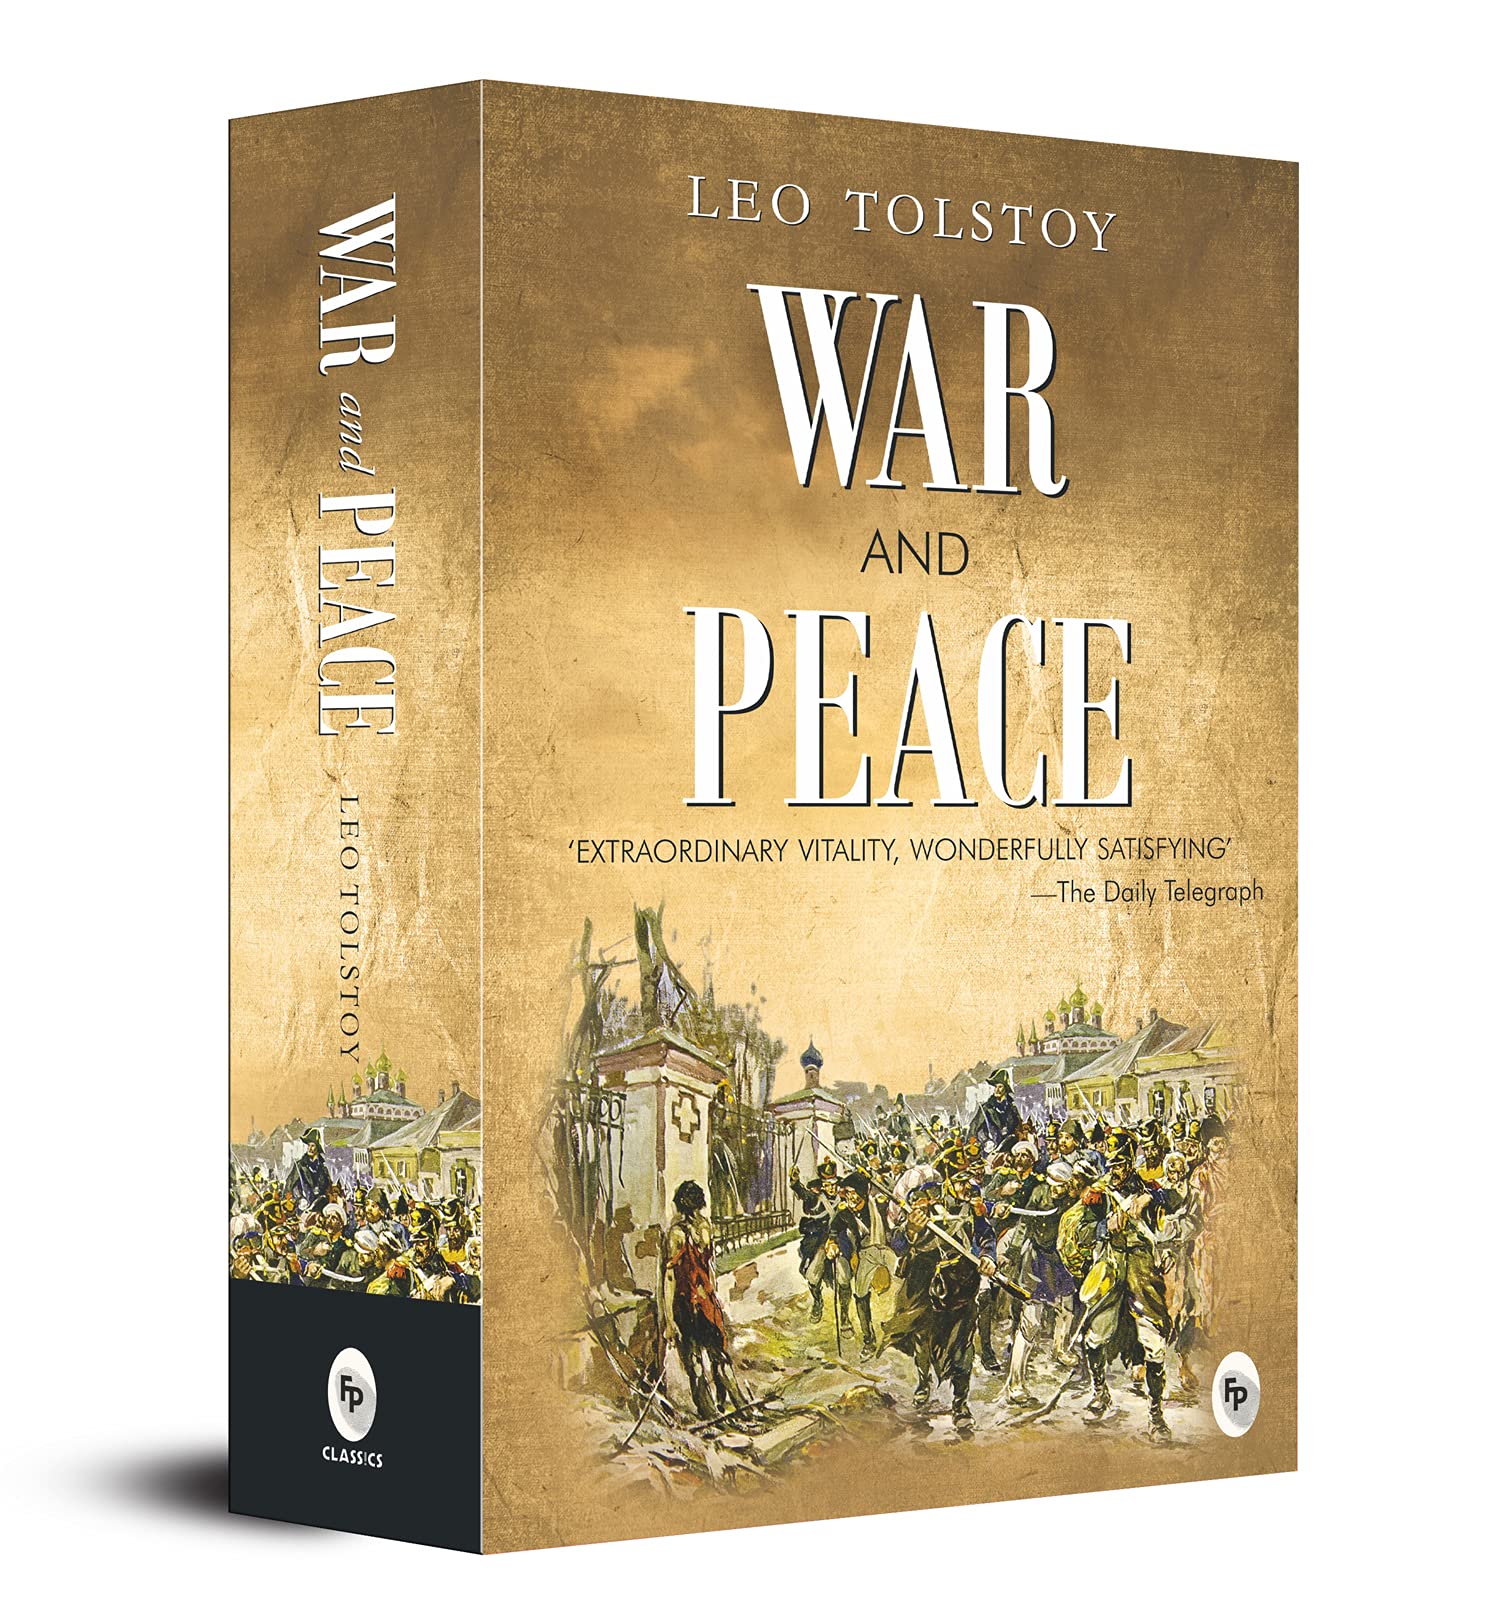 WAR and PEACE LEO TOLSTOY
FP
CLASSICS
LEO TOLSTOY
WAR
AND
PEACE
‘EXTRAORDINARY VITALITY, WONDERFULLY SATISFYING’
—The Daily Telegraph
FP